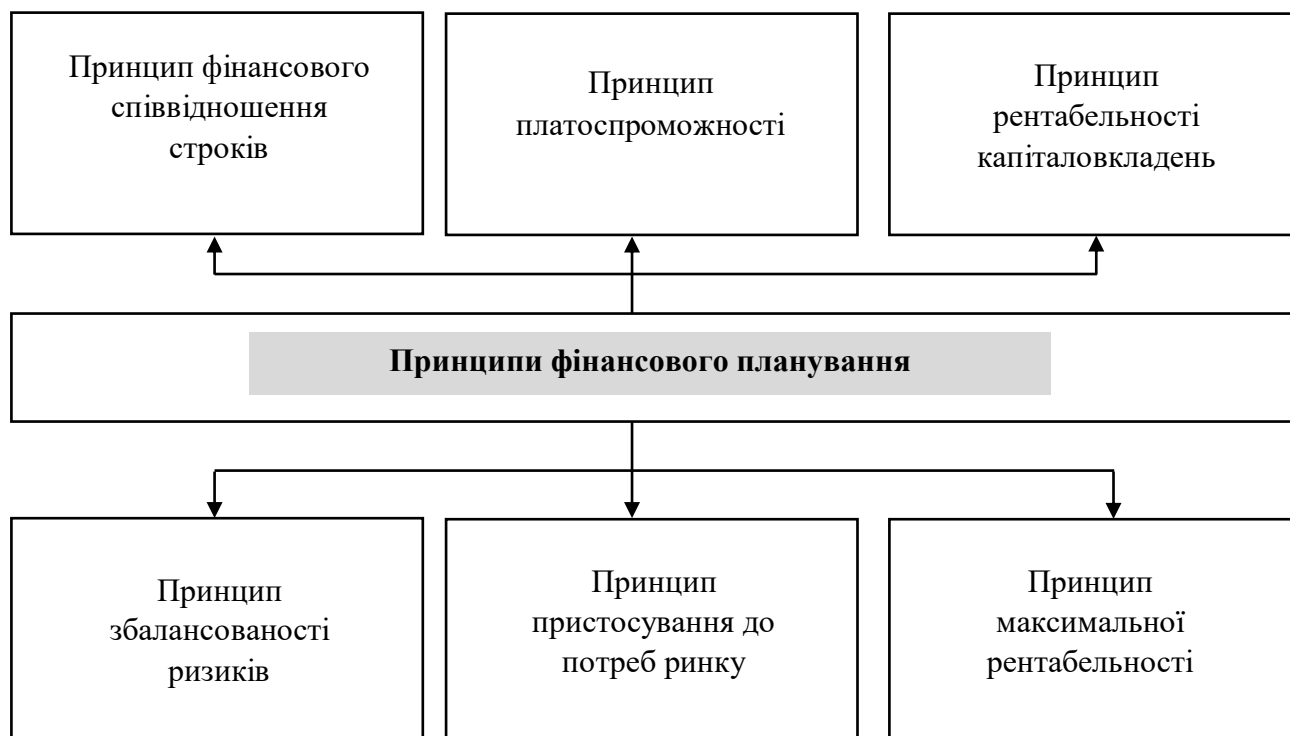 Принцип фінансового
співвідношення
строків
Принцип
платоспроможності
Принцип
рентабельності
капіталовкладень
Принципи фінансового планування
Принцип
збалансованості
ризиків
Принцип
пристосування до
потреб ринку
Принцип
максимальної
рентабельності